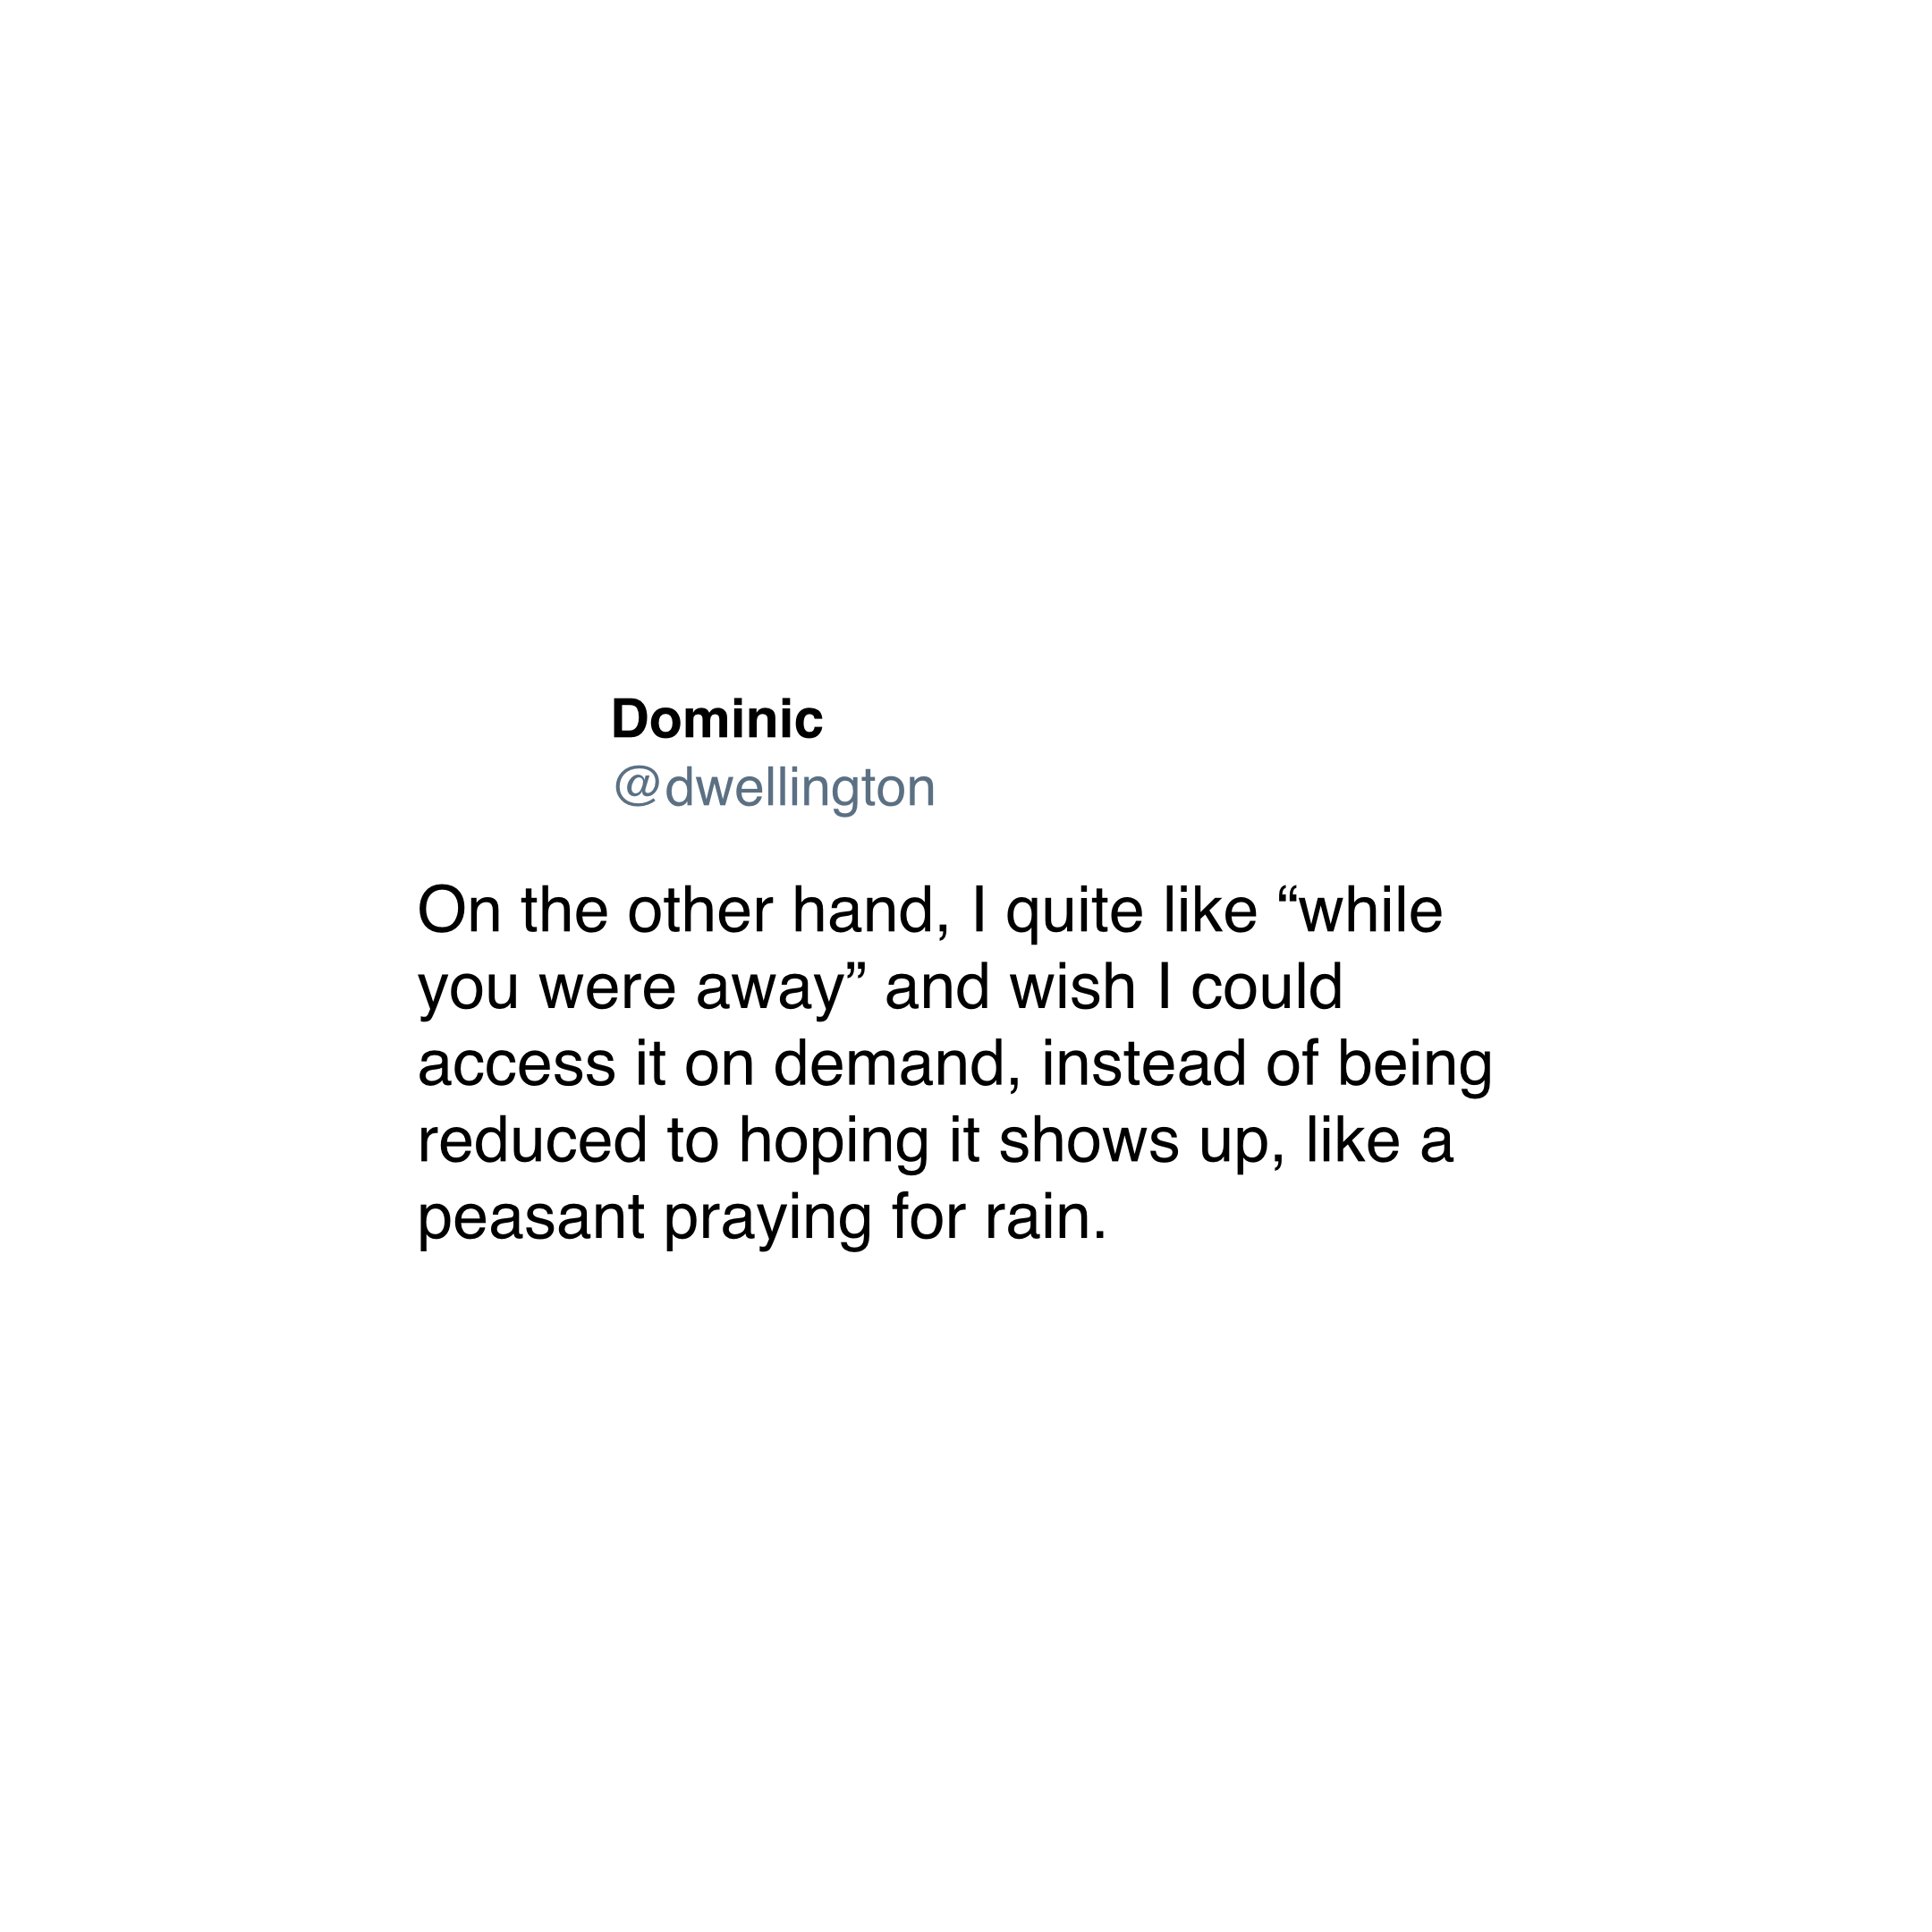 Dominic
@dwellington
On the other hand, I quite like “while
you were away” and wish I could
access it on demand, instead of being
reduced to hoping it shows up, like a
peasant praying for rain.